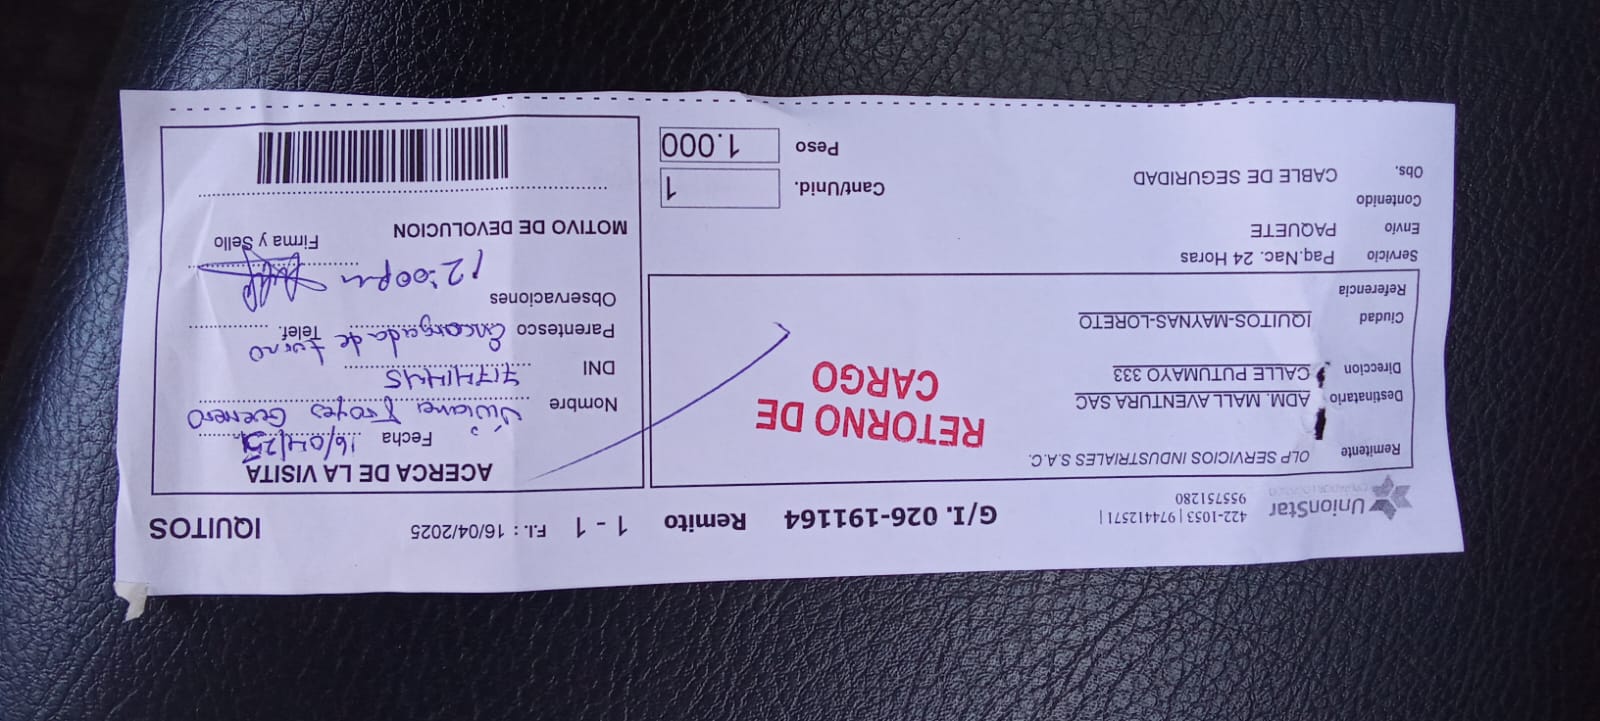 UnionStar
422-1053 | 974412571 |
955751280
G/I. 026-191164 Remito 1 - 1 F.I. : 16/04/2025 IQUITOS
Remitente OLP SERVICIOS INDUSTRIALES S.A.C.
Destinatario ADM. MALL AVENTURA SAC
Direccion CALLE PUTUMAYO 333
Ciudad IQUITOS-MAYNAS-LORETO
Referencia
RETORNO DE
CARGO
Servicio Paq.Nac. 24 Horas
Envio PAQUETE
Contenido
Obs. CABLE DE SEGURIDAD
Cant/Unid. 1
Peso 1.000
ACERCA DE LA VISITA
Fecha 16/04/25
Nombre
DNI
Parentesco Encargada de turno Telef.
Observaciones
12:00pm
Firma y Sello
MOTIVO DE DEVOLUCION